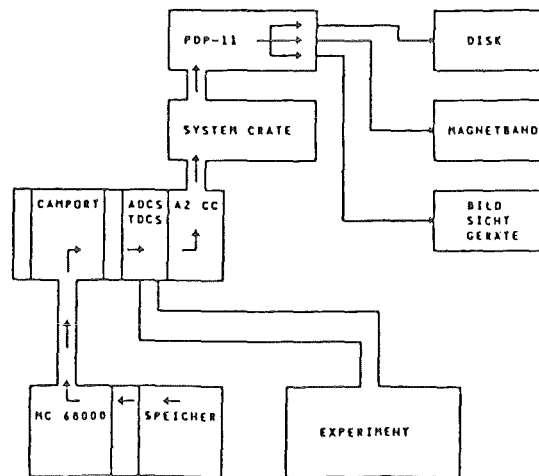 PDP-11
DISK
SYSTEM CRATE
MAGNETBAND
CAMPORT
ADCS
TDCS
A2 CC
BILD
SICHT
GERÄTE
MC 68000
SPEICHER
EXPERIMENT